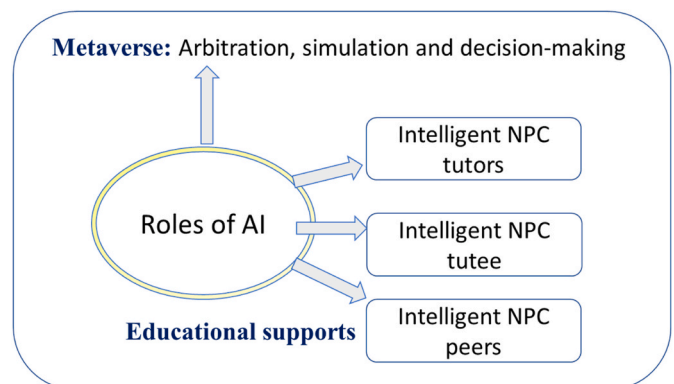 Metaverse: Arbitration, simulation and decision-making
Intelligent NPC
tutors
Roles of AI
Intelligent NPC
tutee
Educational supports
Intelligent NPC
peers